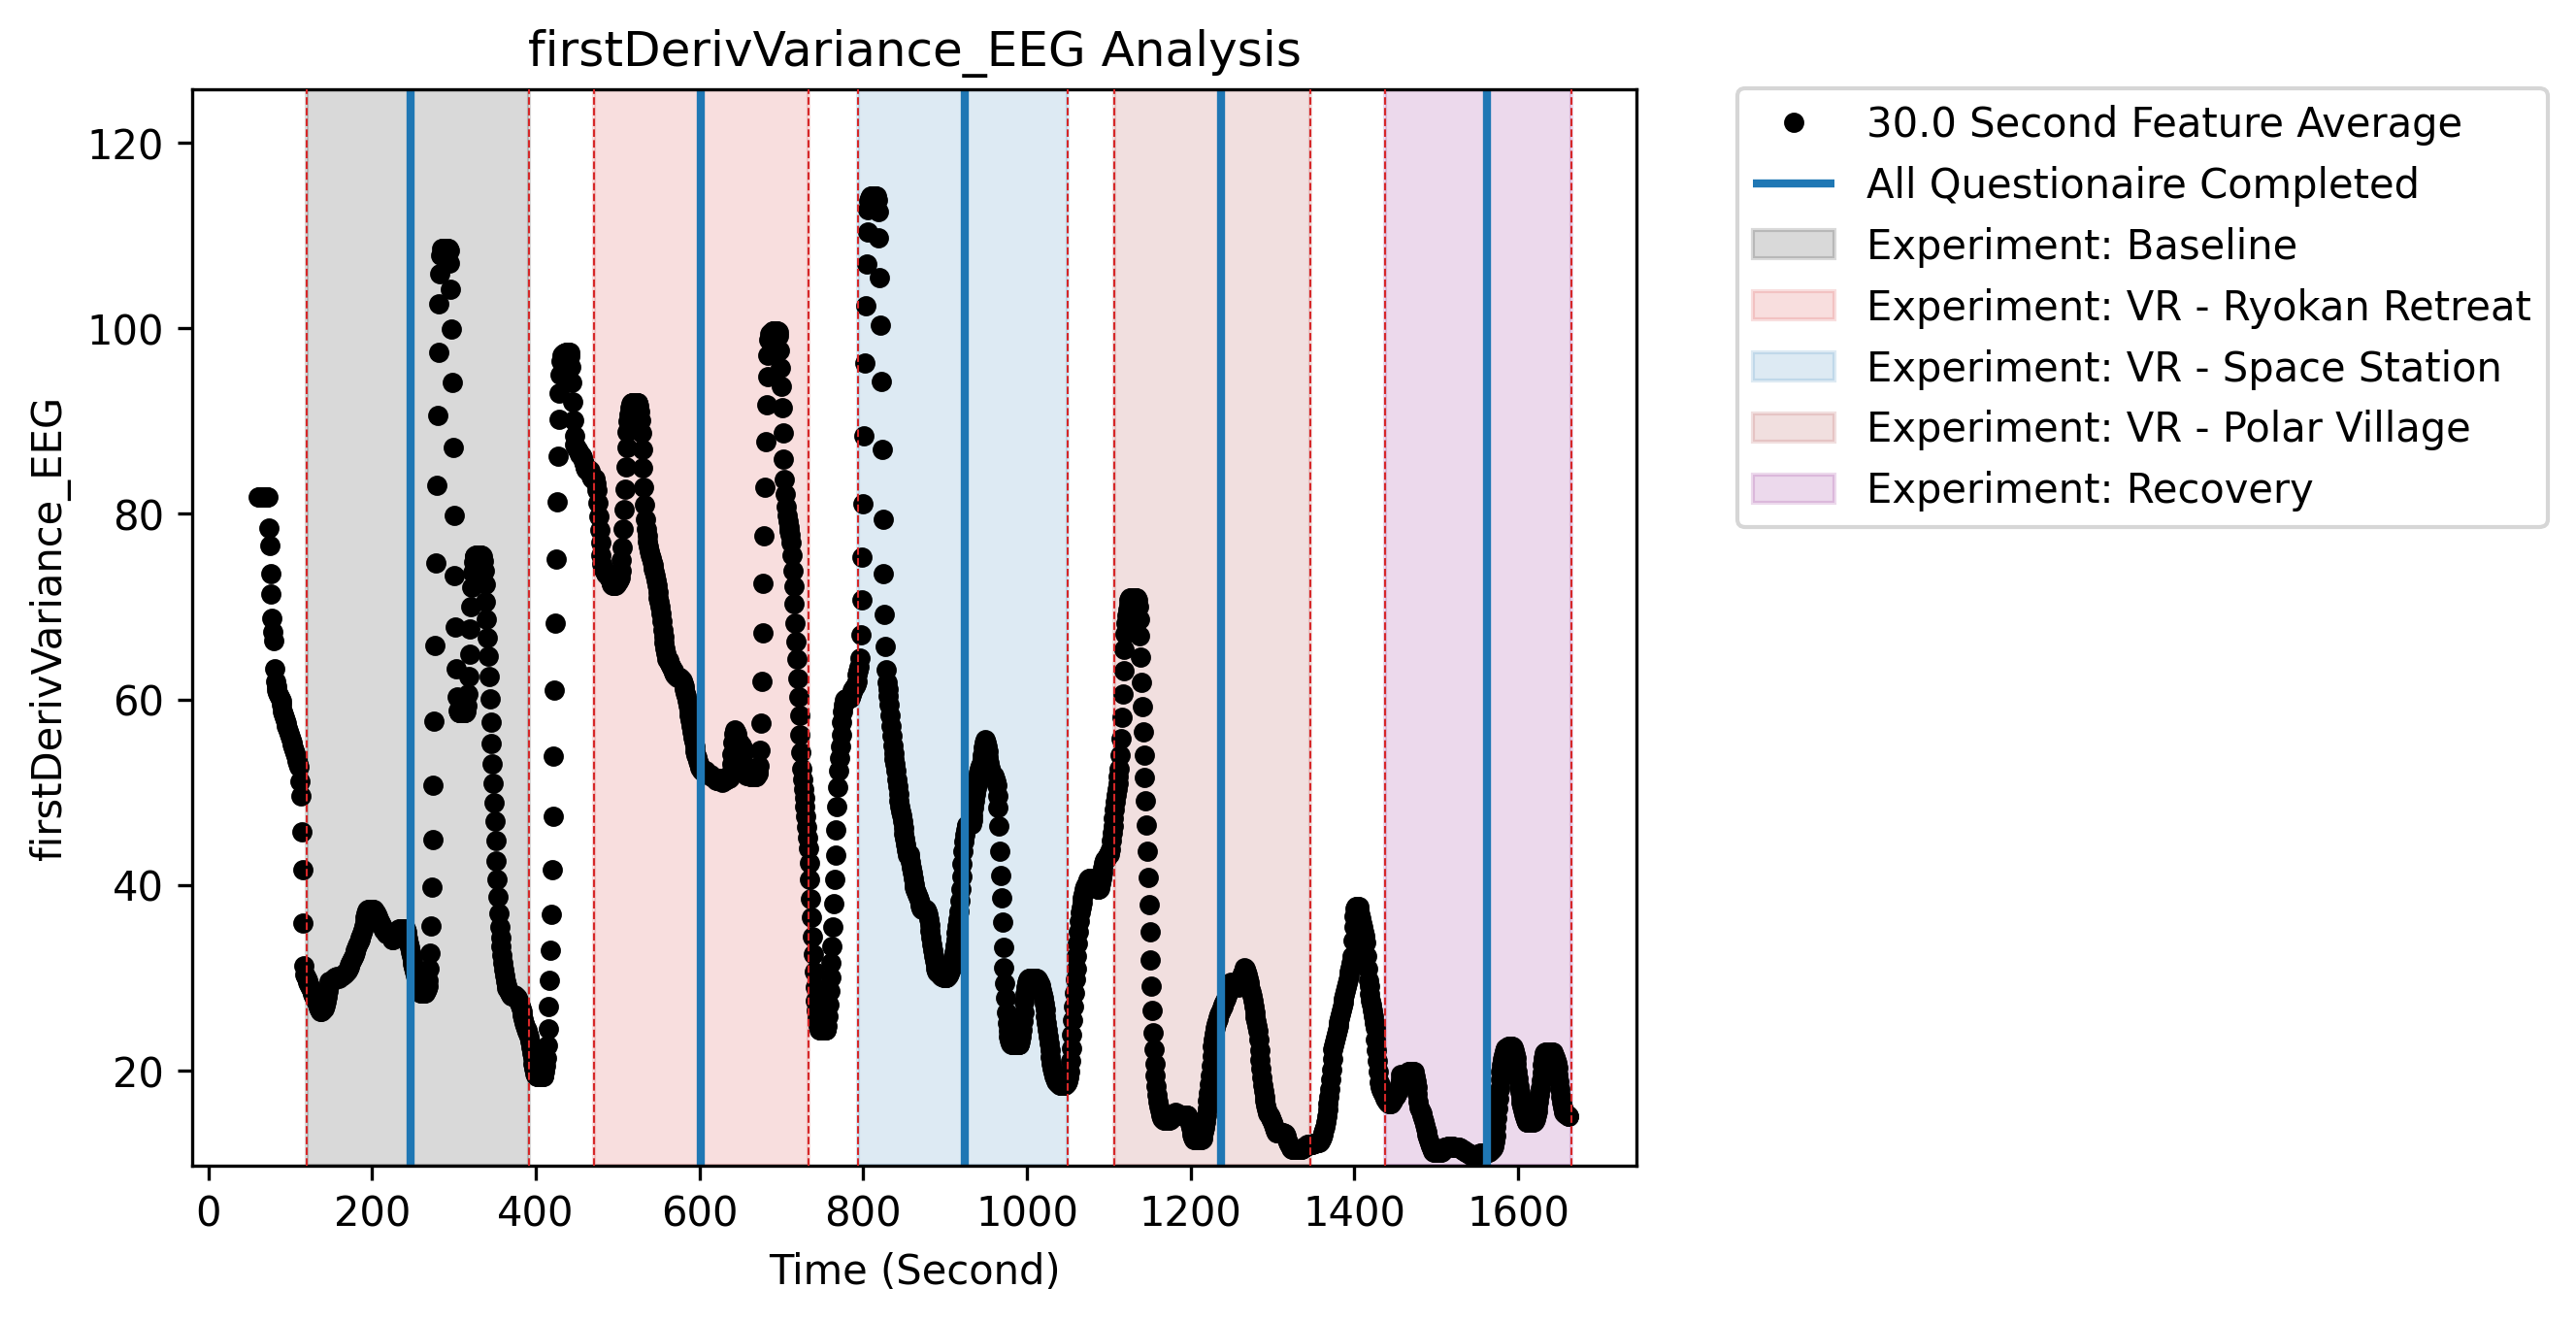 firstDerivVariance_EEG Analysis
30.0 Second Feature Average
All Questionaire Completed
Experiment: Baseline
Experiment: VR - Ryokan Retreat
Experiment: VR - Space Station
Experiment: VR - Polar Village
Experiment: Recovery
firstDerivVariance_EEG
120
100
80
60
40
20
0 200 400 600 800 1000 1200 1400 1600
Time (Second)